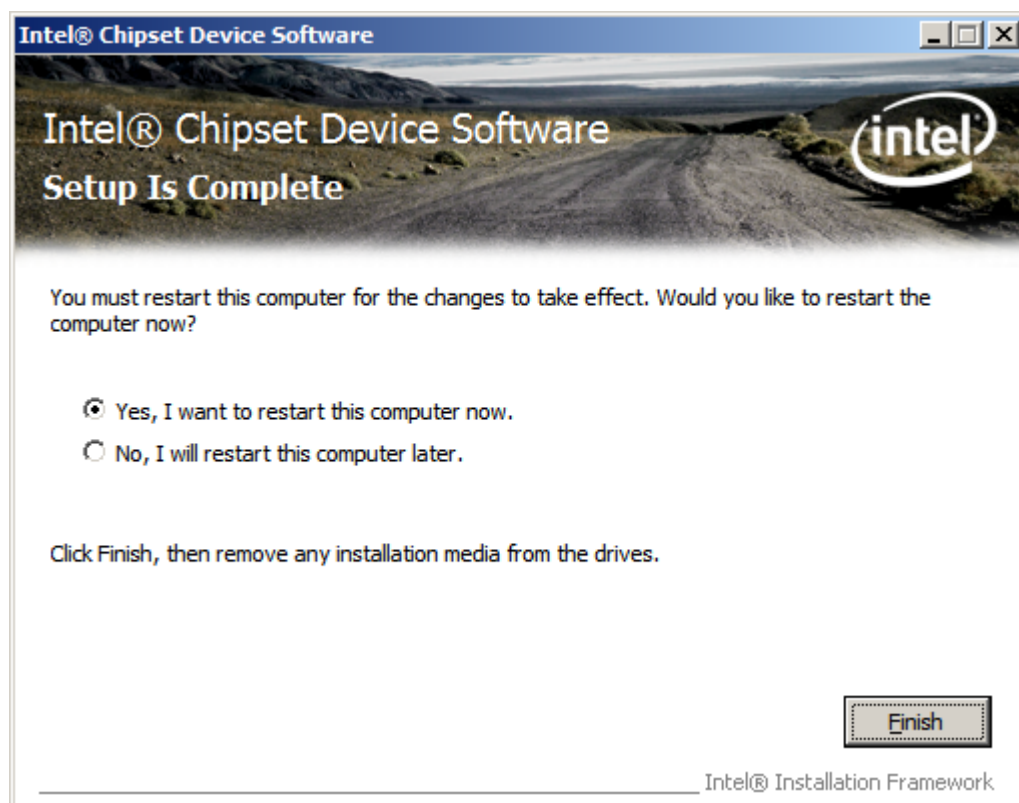 Intel® Chipset Device Software
Intel® Chipset Device Software
intel
Setup Is Complete
You must restart this computer for the changes to take effect. Would you like to restart the
computer now?
Yes, I want to restart this computer now.
No, I will restart this computer later.
Click Finish, then remove any installation media from the drives.
Finish
Intel® Installation Framework